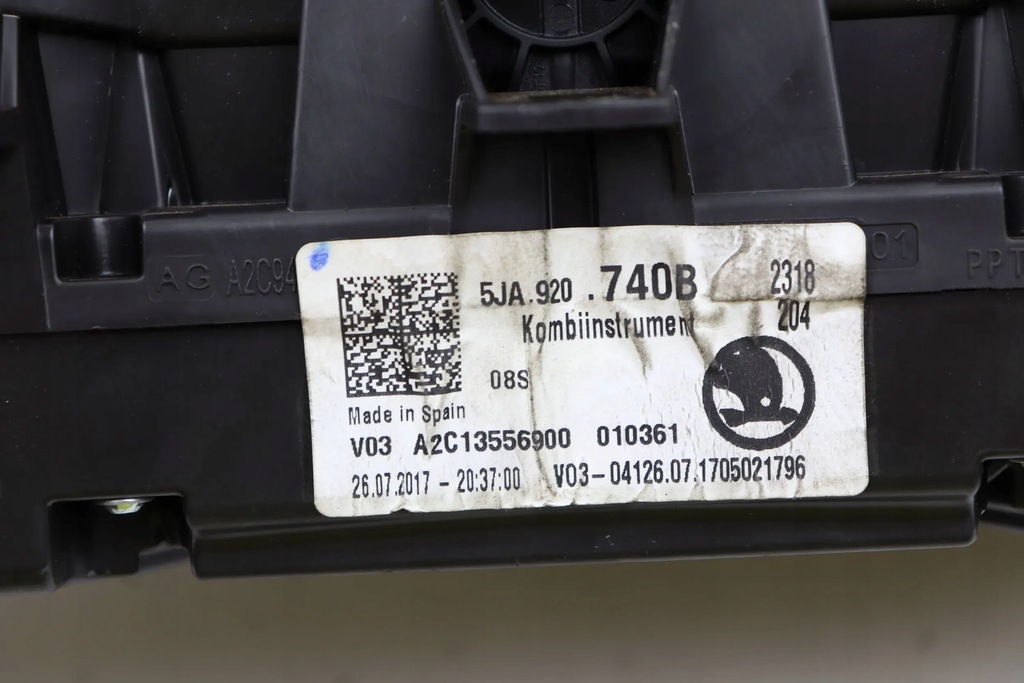 AG A2C94
01
PPT
5JA.920 .740B 2318
Kombiinstrument 204
08S
Made in Spain
V03 A2C13556900 010361
26.07.2017 - 20:37:00 V03-04126.07.1705021796